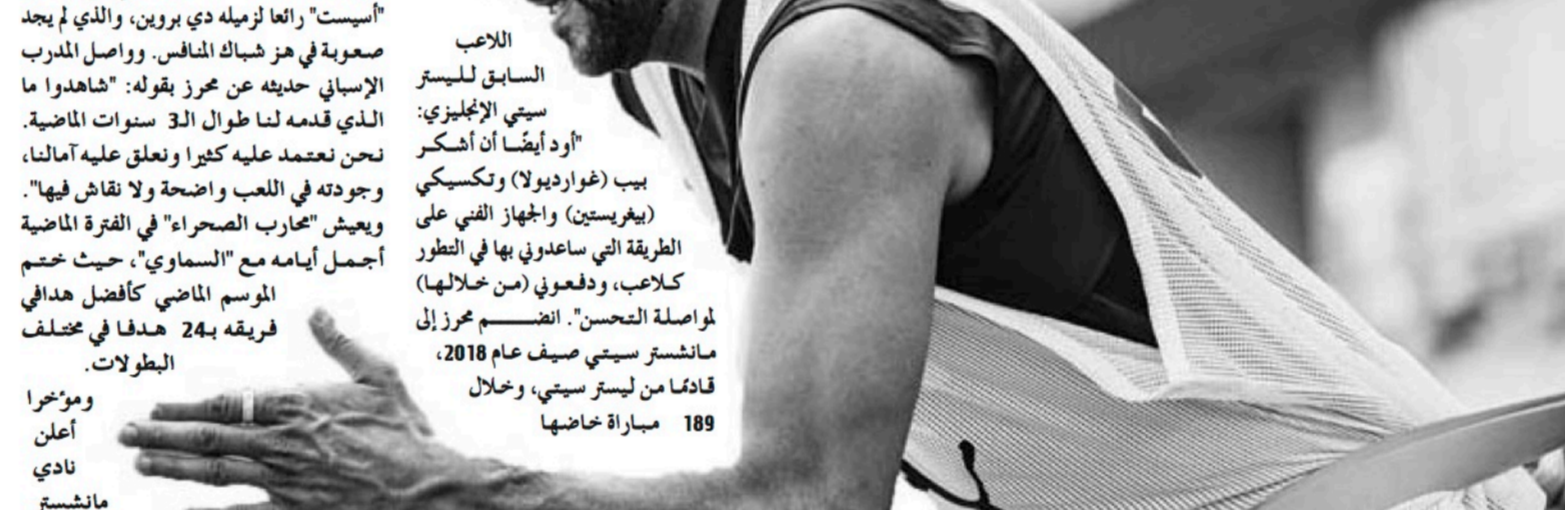 اللاعب
السابق لليستر
سيتي الإنجليزي:
"أود أيضًا أن أشكر
بيب (غوارديولا) وتكسيكي
(بيغريستين) والجهاز الفني على
الطريقة التي ساعدوني بها في التطور
كلاعب، ودفعوني (من خلالها)
لمواصلة التحسن". انضم محرز إلى
مانشستر سيتي صيف عام 2018،
قادمًا من ليستر سيتي، وخلال
189 مباراة خاضها
"أسيست" رائعا لزميله دي بروين، والذي لم يجد
صعوبة في هز شباك المنافس. وواصل المدرب
الإسباني حديثه عن محرز بقوله: "شاهدوا ما
الذي قدمه لنا طوال الـ3 سنوات الماضية.
نحن نعتمد عليه كثيرا ونعلق عليه آمالنا،
وجودته في اللعب واضحة ولا نقاش فيها".
ويعيش "محارب الصحراء" في الفترة الماضية
أجمل أيامه مع "السماوي"، حيث ختم
الموسم الماضي كأفضل هدافي
فريقه بـ24 هدفا في مختلف
البطولات.
ومؤخرا
أعلن
نادي
مانشستر